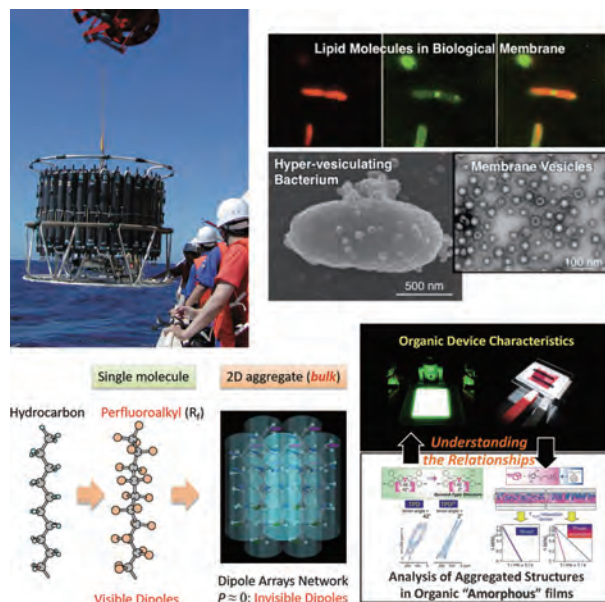 Lipid Molecules in Biological Membrane
Hyper-vesiculating
Bacterium
500 nm
Membrane Vesicles
100 nm
Organic Device Characteristics
Understanding
the Relationships
Analysis of Aggregated Structures
in Organic "Amorphous" films
Single molecule
2D aggregate (bulk)
Hydrocarbon
Perfluoroalkyl (Rf)
Visible Dipoles
Dipole Arrays Network
P ≈ 0: Invisible Dipoles